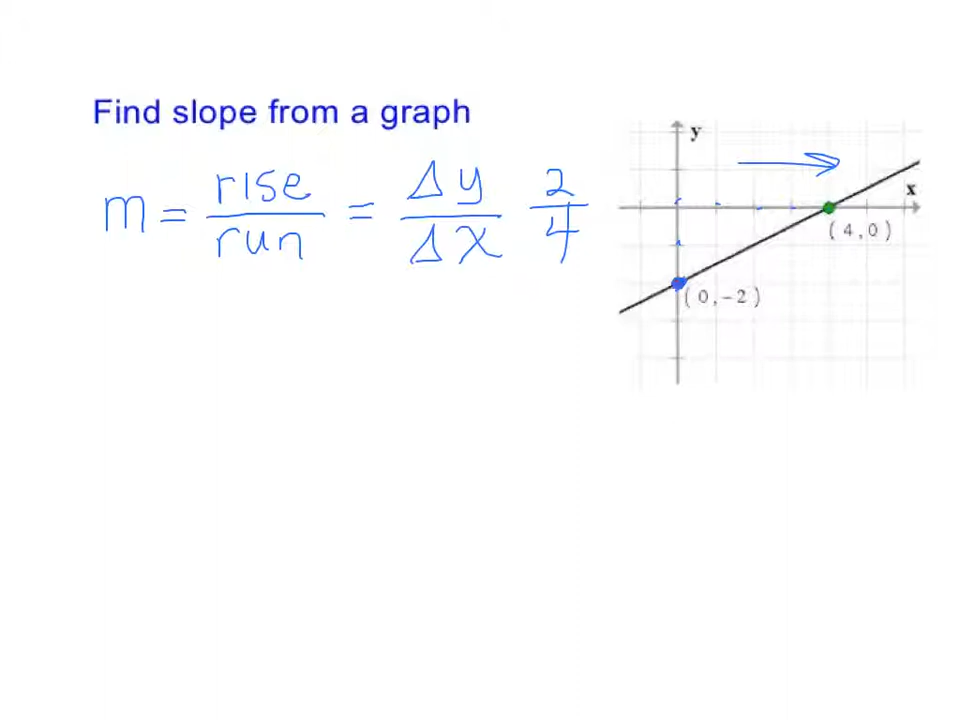 Find slope from a graph
m = rise/run = Δy/Δx 2/4
y
x
(4,0)
(0,-2)